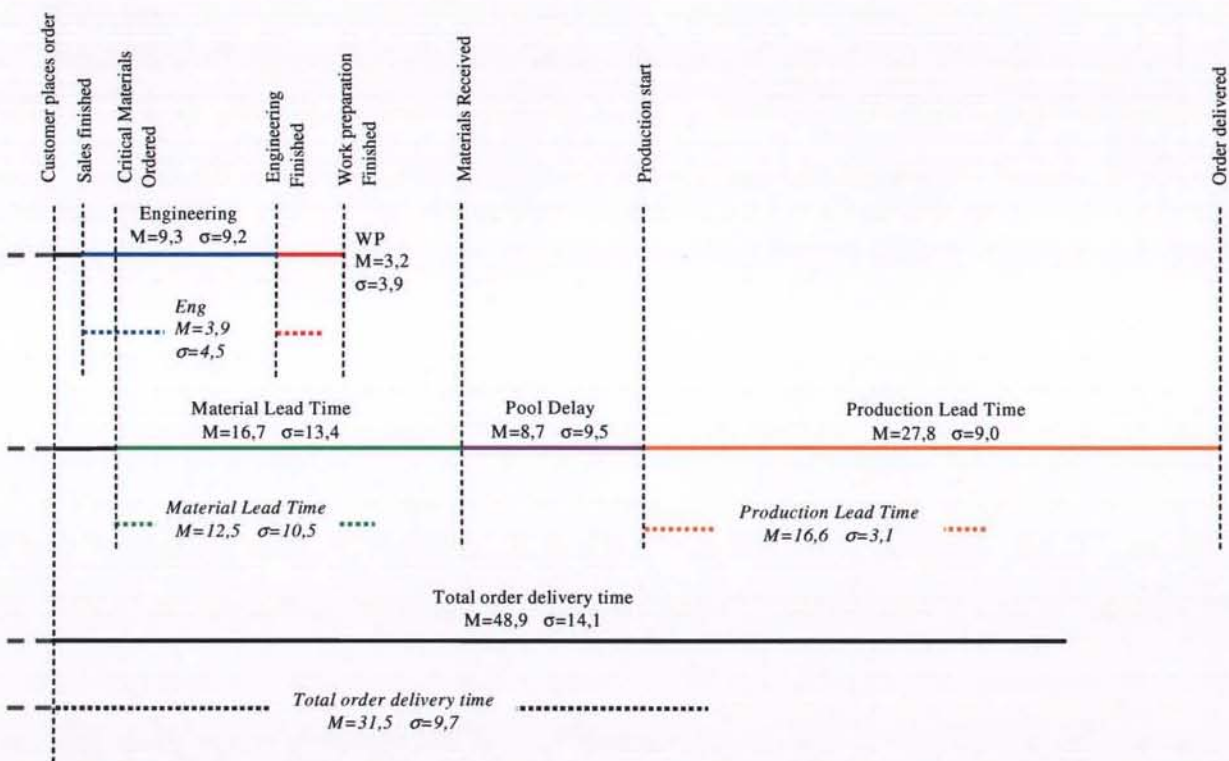 Customer places order
Sales finished
Critical Materials
Ordered
Engineering
Finished
Work preparation
Finished
Materials Received
Production start
Order delivered
Engineering
M=9,3 σ=9,2
WP
M=3,2
σ=3,9
Eng
M=3,9
σ=4,5
Material Lead Time
M=16,7 σ=13,4
Pool Delay
M=8,7 σ=9,5
Production Lead Time
M=27,8 σ=9,0
Material Lead Time
M=12,5 σ=10,5
Production Lead Time
M=16,6 σ=3,1
Total order delivery time
M=48,9 σ=14,1
Total order delivery time
M=31,5 σ=9,7